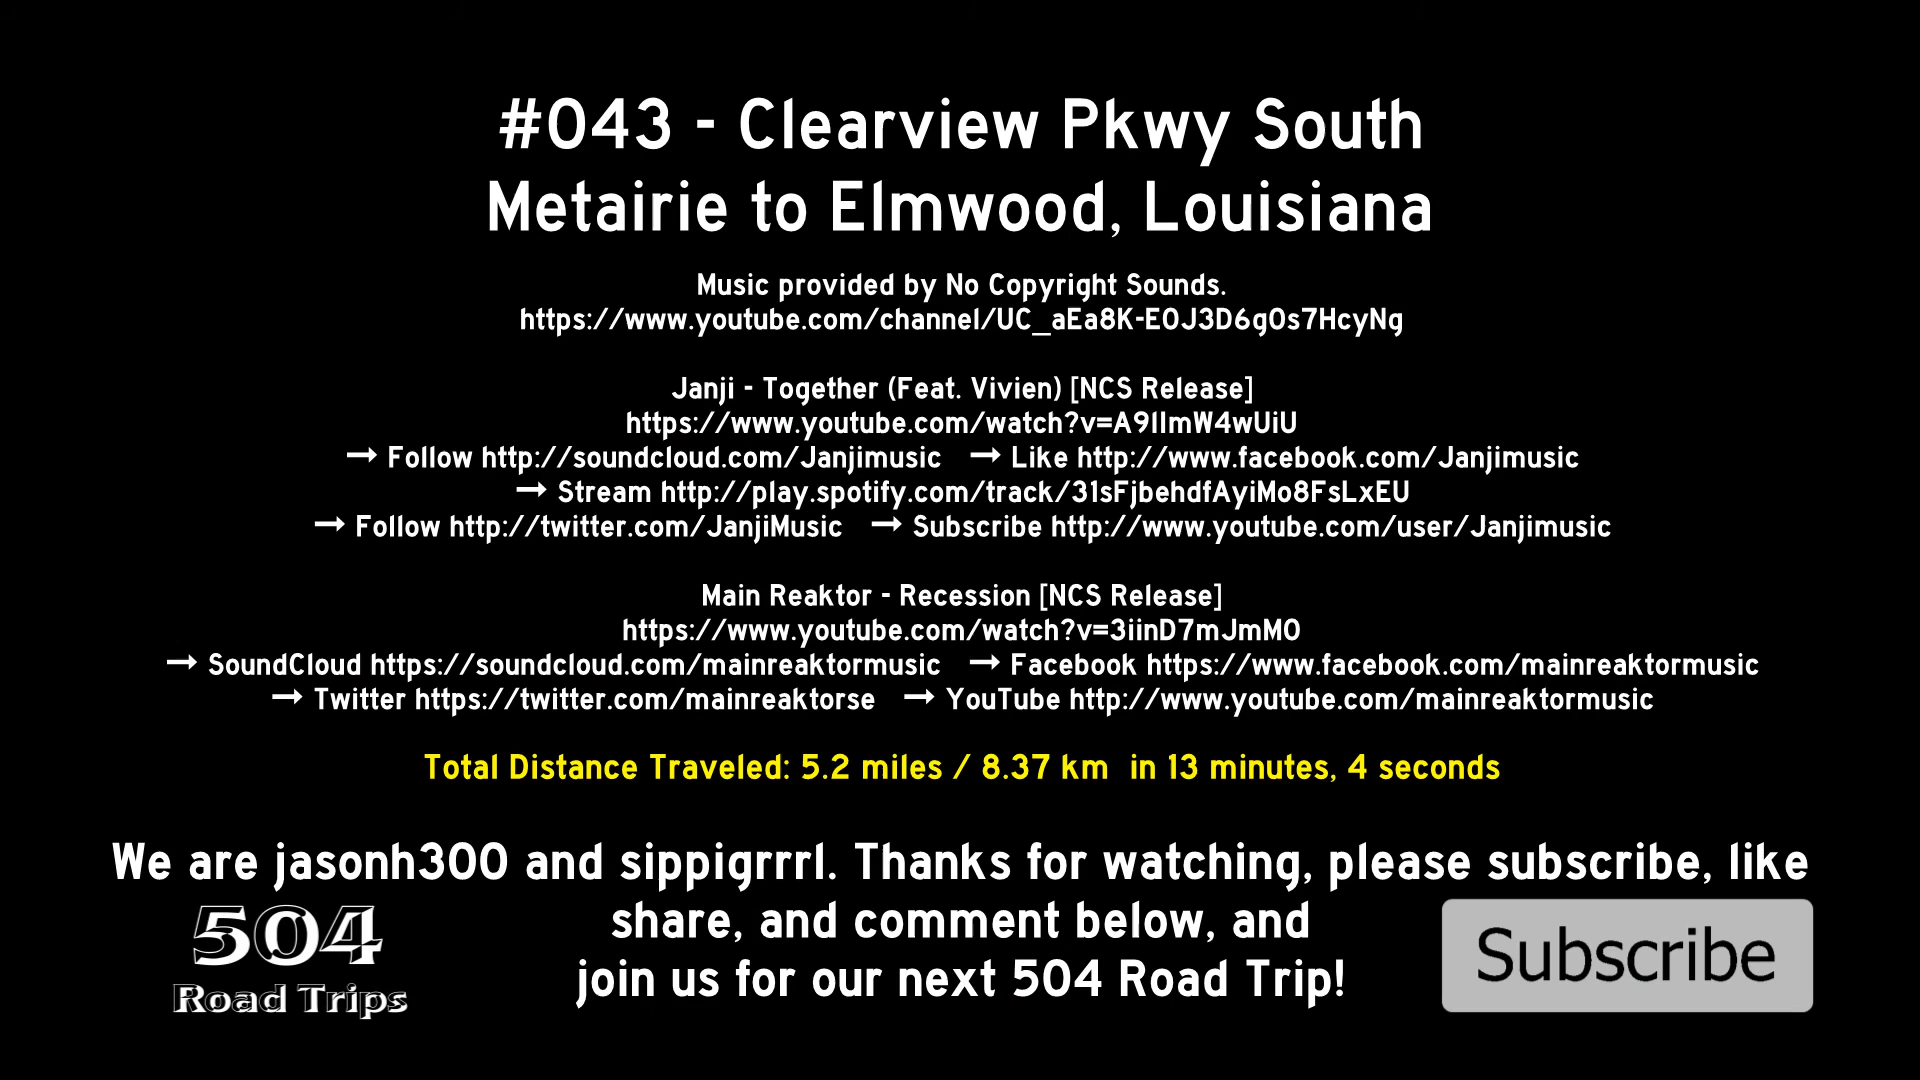 #043 - Clearview Pkwy South
Metairie to Elmwood, Louisiana
Music provided by No Copyright Sounds.
https://www.youtube.com/channel/UC_aEa8K-EOJ3D6gOs7HcyNg
Janji - Together (Feat. Vivien) [NCS Release]
https://www.youtube.com/watch?v=A91ImW4wUiU
→ Follow http://soundcloud.com/Janjimusic → Like http://www.facebook.com/Janjimusic
→ Stream http://play.spotify.com/track/31sFjbehdfAyiMo8FsLxEU
→ Follow http://twitter.com/JanjiMusic → Subscribe http://www.youtube.com/user/Janjimusic
Main Reaktor - Recession [NCS Release]
https://www.youtube.com/watch?v=3iinD7mJmM0
→ SoundCloud https://soundcloud.com/mainreaktormusic → Facebook https://www.facebook.com/mainreaktormusic
→ Twitter https://twitter.com/mainreaktorse → YouTube http://www.youtube.com/mainreaktormusic
Total Distance Traveled: 5.2 miles / 8.37 km in 13 minutes, 4 seconds
We are jasonh300 and sippigrrrl. Thanks for watching, please subscribe, like
share, and comment below, and
join us for our next 504 Road Trip!
504
Road Trips
Subscribe